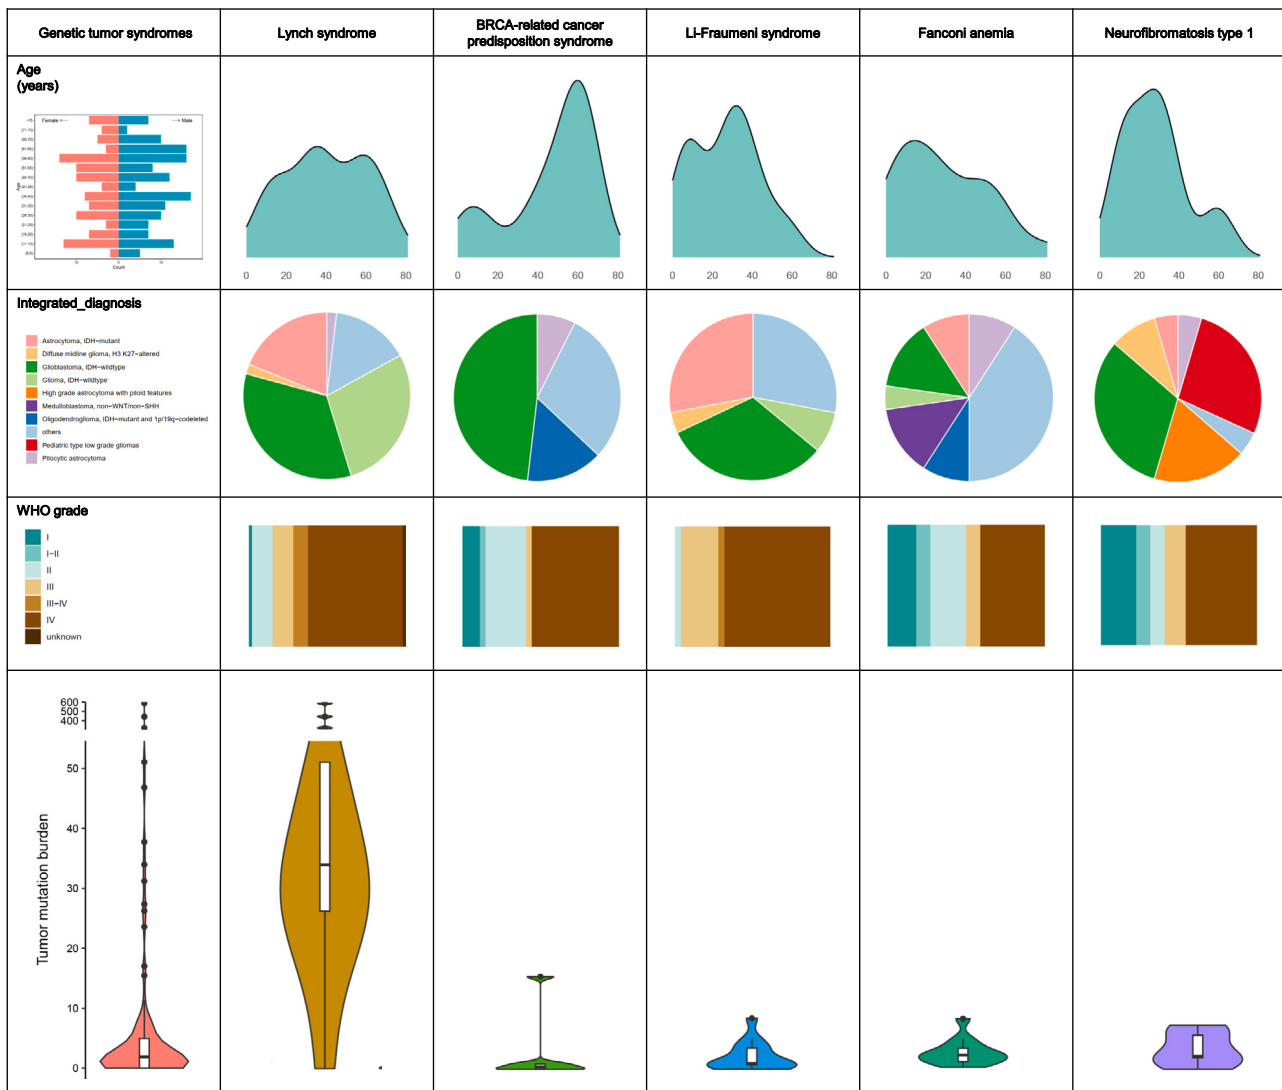 Genetic tumor syndromes
Lynch syndrome
BRCA-related cancer
predisposition syndrome
Li-Fraumeni syndrome
Fanconi anemia
Neurofibromatosis type 1
Age
(years)
Female <---
---> Male
Age
Count
0 20 40 60 80
0 20 40 60 80
0 20 40 60 80
0 20 40 60 80
0 20 40 60 80
Integrated_diagnosis
Astrocytoma, IDH−mutant
Diffuse midline glioma, H3 K27−altered
Glioblastoma, IDH−wildtype
Glioma, IDH−wildtype
High grade astrocytoma with piloid features
Medulloblastoma, non−WNT/non−SHH
Oligodendroglioma, IDH−mutant and 1p/19q−codeleted
others
Pediatric type low grade gliomas
Pilocytic astrocytoma
WHO grade
I
I−II
II
III
III−IV
IV
unknown
Tumor mutation burden
600
500
400
50
40
30
20
10
0